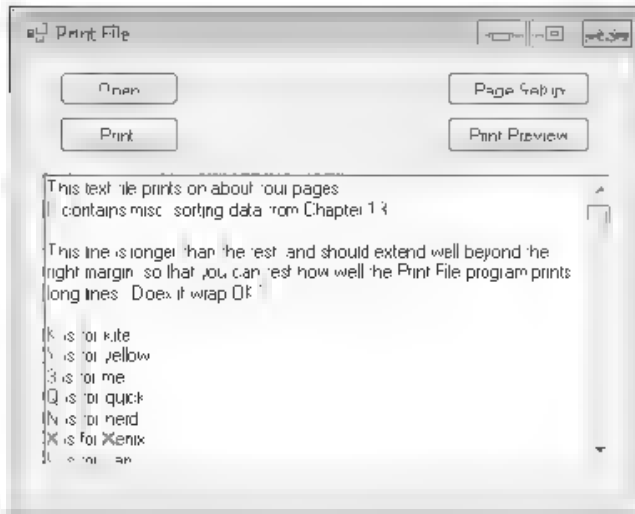 Print File
Open
Page Setup
Print
Print Preview
This text file prints on about four pages
It contains misc. sorting data from Chapter 13
This line is longer than the rest and should extend well beyond the
right margin, so that you can test how well the Print File program prints
long lines. Does it wrap OK?
K is for kite
is for yellow
is for me
Q is for quick
N is for nerd
X is for Xenix
is for